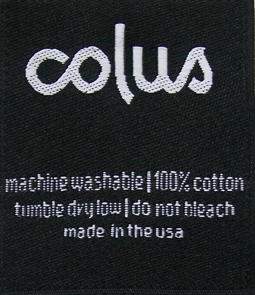 colus
machine washable | 100% cotton
tumble dry low | do not bleach
made in the usa